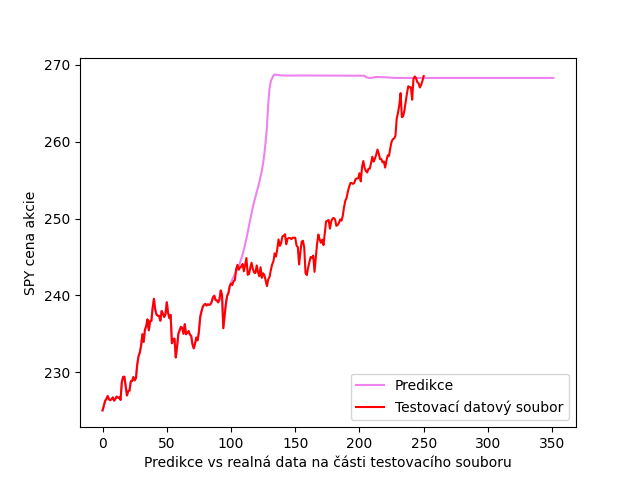 270
260
250
240
230
SPY cena akcie
Predikce
Testovací datový soubor
0 50 100 150 200 250 300 350
Predikce vs realná data na části testovacího souboru